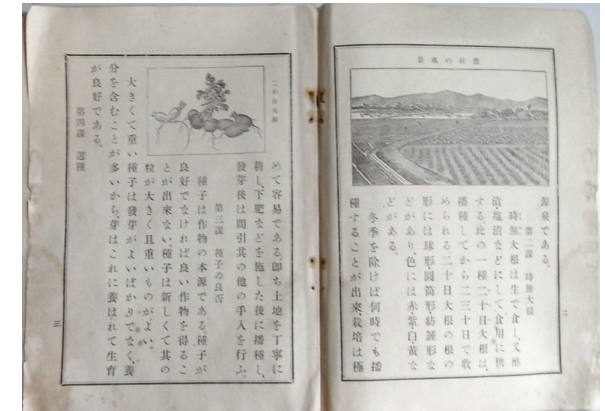 農村の風景
源泉である。
第二課 時無大根
時無大根は生で食し、又酢
漬、塩漬などにして食用に供
する。此の一種二十日大根は、
播種してから二三十日で收
められる。二十日大根の根の
形には球形・圓筒形・紡錘形な
どがあり、色には赤・紫・白・黄な
どがある。
冬季を除けば何時でも播
種することが出來、栽培は極
二
二十日大根
めて容易である。卽ち土地を丁寧に
耕し、下肥などを施した後に播種し、
發芽後は間引其の他の手入を行ふ。
第三課 種子の良否
種子は作物の本源である。種子が
良好でなければ良い作物を得るこ
とが出來ない。種子は新しくて其の
粒が大きく且重いものがよい。
大きくて重い種子は發芽がよいばかりでなく、養
分を含むことが多いから、芽はこれに養はれて生育
が良好である。
第四課 選種
三